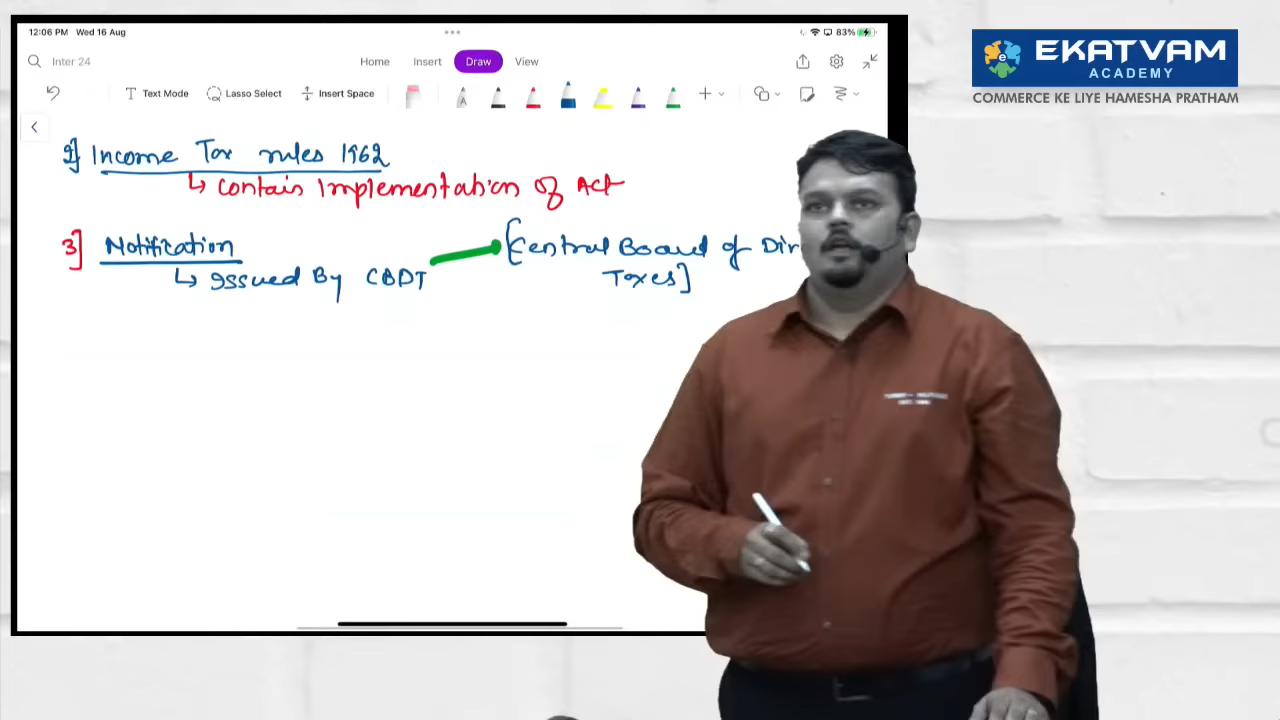 12:06 PM Wed 16 Aug
83%
EKATVAM
ACADEMY
COMMERCE KE LIYE HAMESHA PRATHAM
Inter 24
Home Insert Draw View
Text Mode Lasso Select Insert Space
2] Income Tax rules 1962
↳ contain implementation of Act
3] Notification
↳ Issued By CBDT
[Central Board of Dir
Taxes]